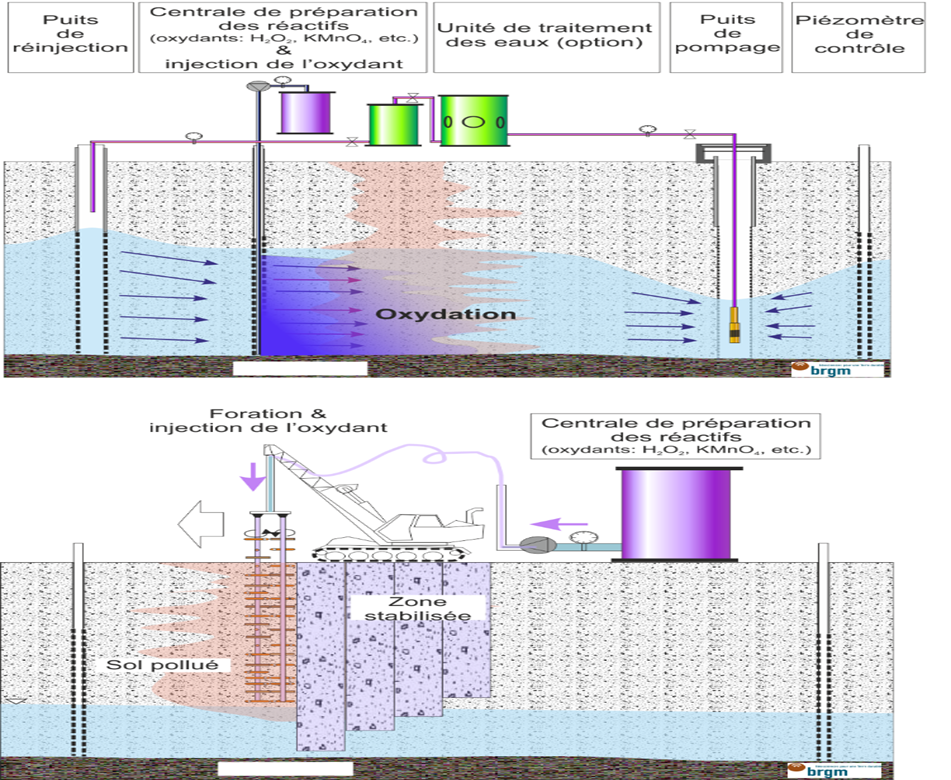 Puits
de
réinjection
Centrale de préparation
des réactifs
(oxydants: H₂O₂, KMnO₄, etc.)
&
injection de l'oxydant
Unité de traitement
des eaux (option)
Puits
de
pompage
Piézomètre
de
contrôle
Oxydation
brgm
Foration &
injection de l'oxydant
Centrale de préparation
des réactifs
(oxydants: H₂O₂, KMnO₄, etc.)
Zone
stabilisée
Sol pollué
brgm